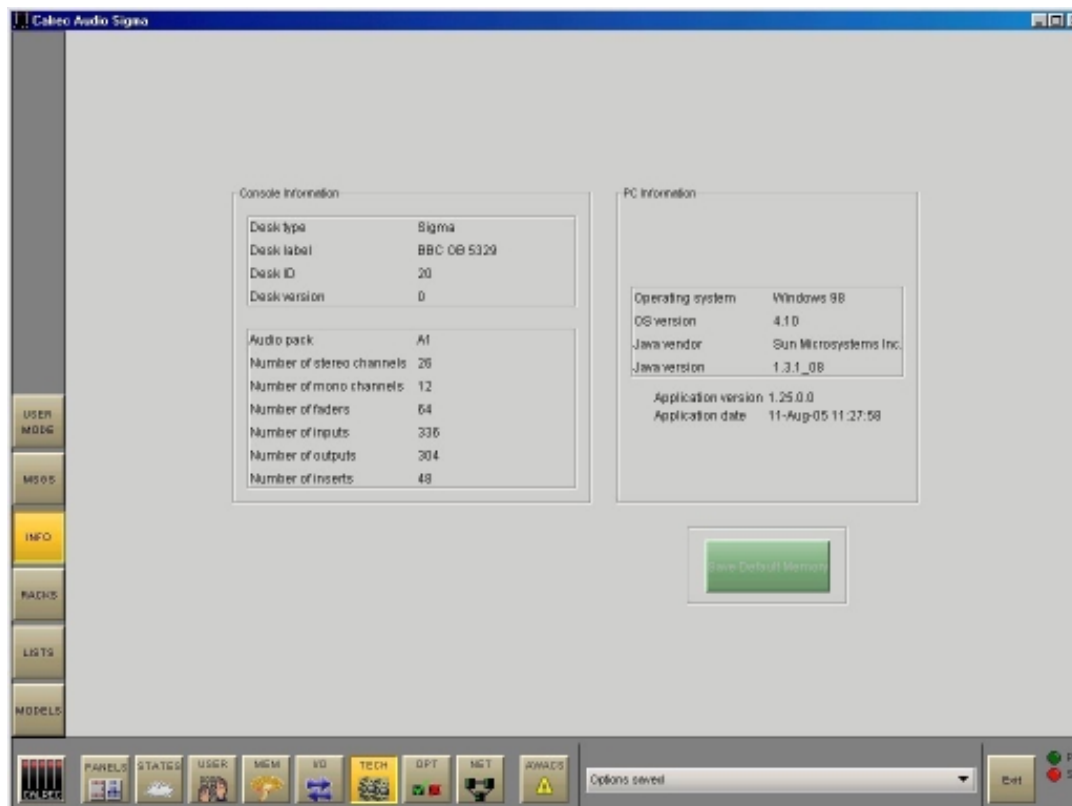 Calrec Audio Sigma
Console Information
Desk type Sigma
Desk label BBC OB 5329
Desk ID 20
Desk version 0
Audio pack A1
Number of stereo channels 26
Number of mono channels 12
Number of faders 64
Number of inputs 336
Number of outputs 304
Number of inserts 48
PC Information
Operating system Windows 98
OS version 4.10
Java vendor Sun Microsystems Inc.
Java version 1.3.1_08
Application version 1.25.0.0
Application date 11-Aug-05 11:27:58
Save Default Memory
USER
MODE
MSOS
INFO
RACKS
LISTS
MODELS
CALREC
PANELS
STATES
USER
MEM
I/O
TECH
OPT
NET
AWACS
Options saved
Exit
P
S